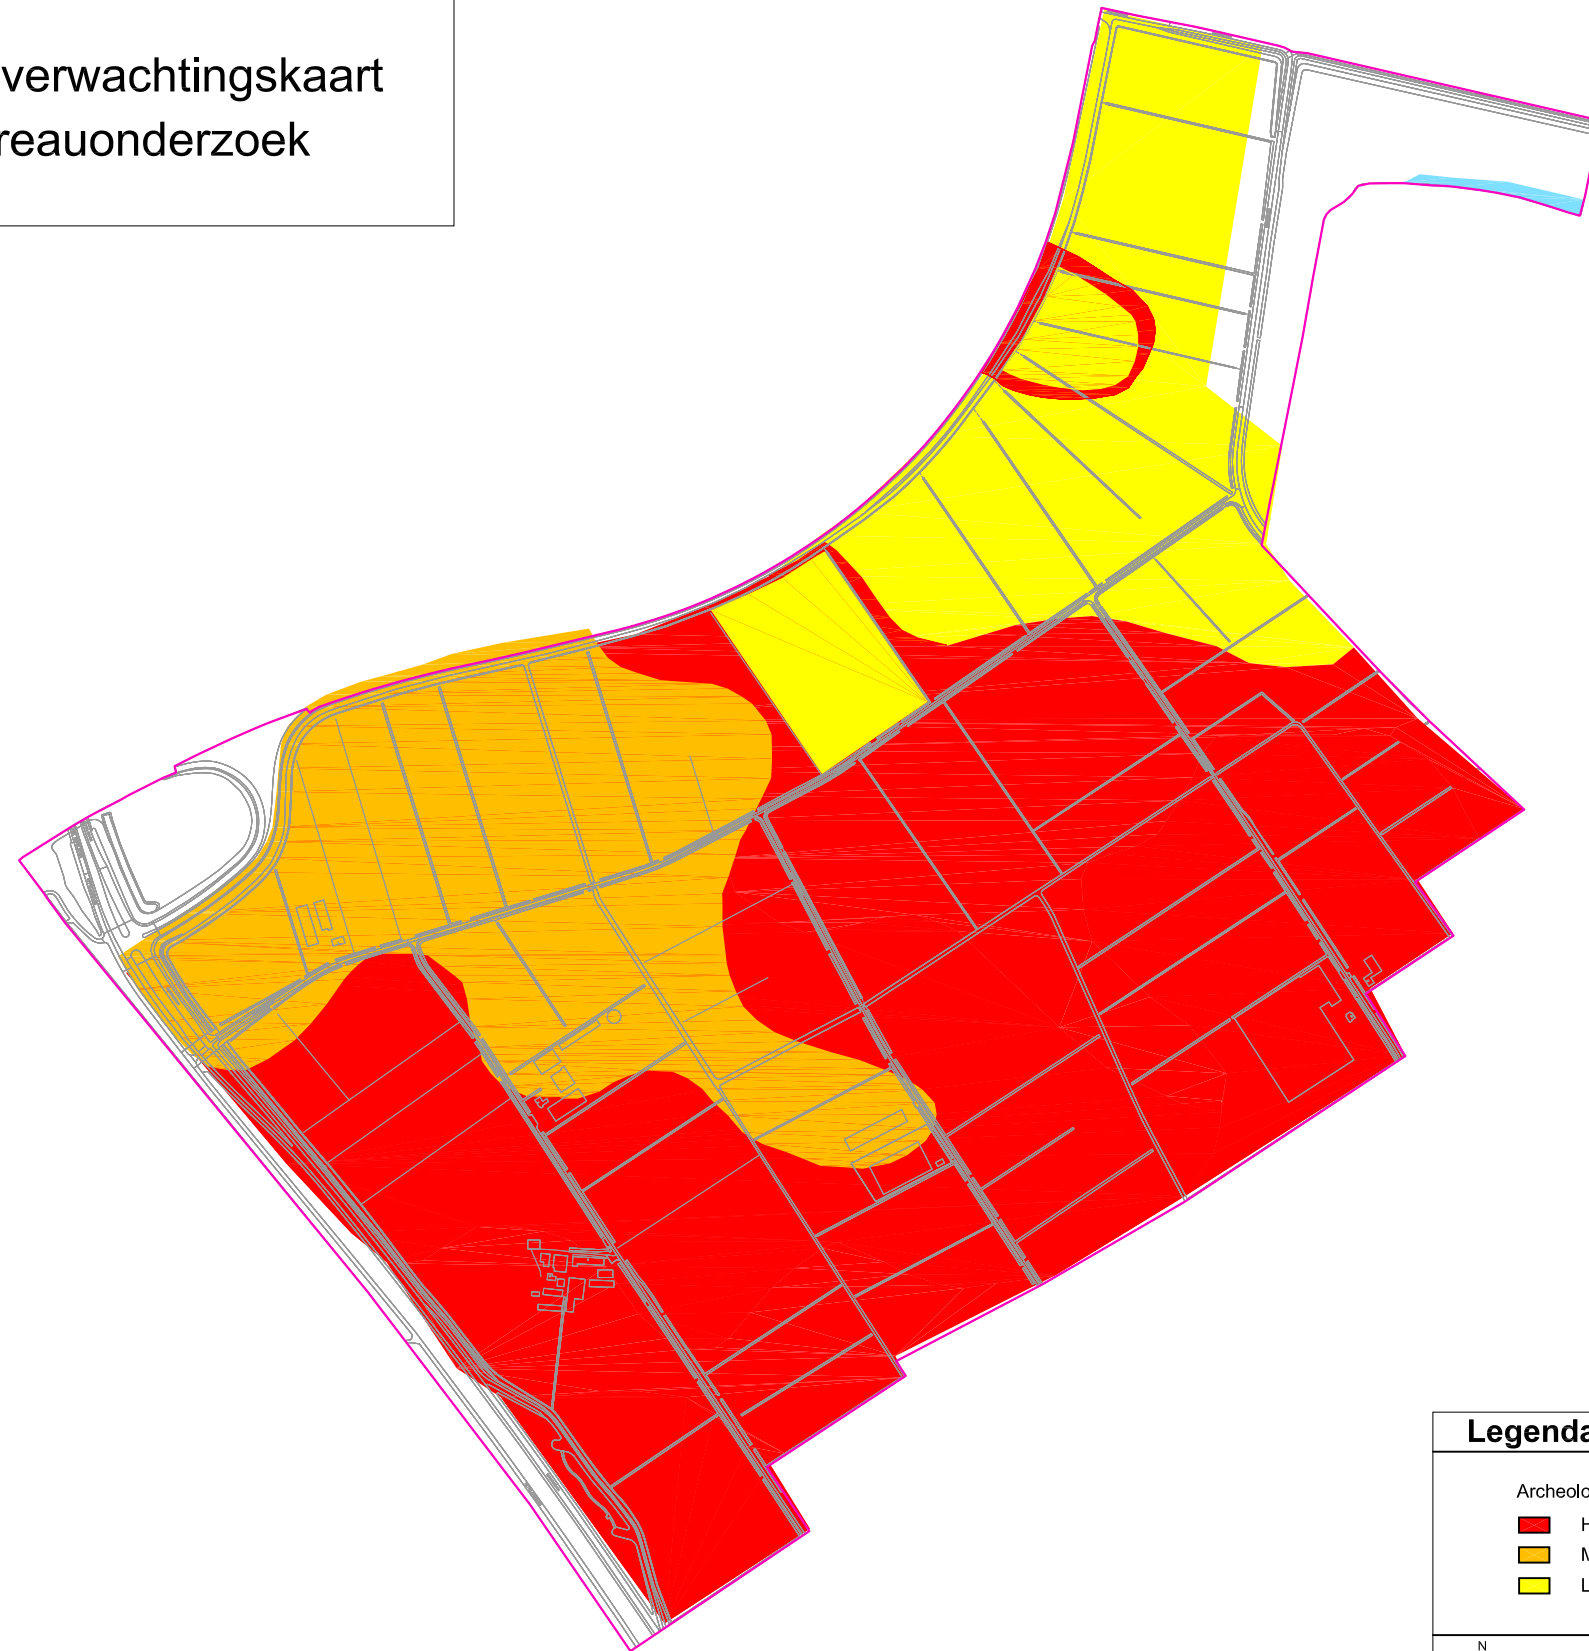 verwachtingskaart
reauonderzoek
Legenda
Archeolo
H
M
L
N